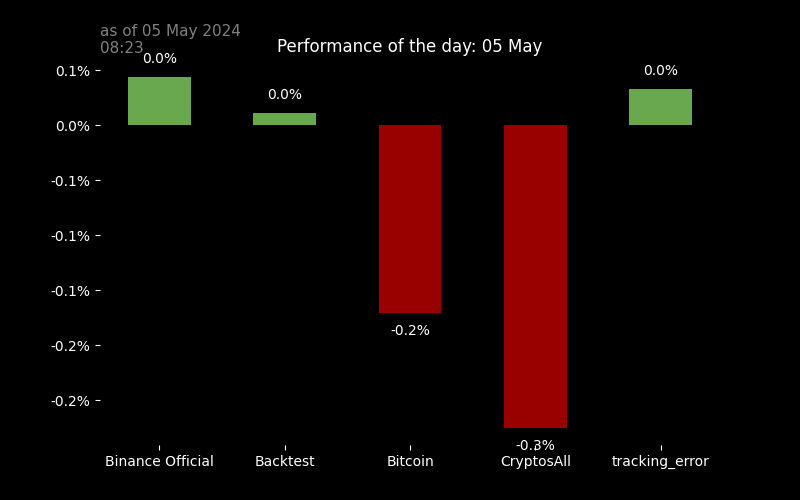 as of 05 May 2024
08:23
Performance of the day: 05 May
0.0%
0.0%
0.0%
0.1%
0.0%
-0.1%
-0.1%
-0.1%
-0.2%
-0.2%
-0.2%
-0.3%
Binance Official
Backtest
Bitcoin
CryptosAll
tracking_error